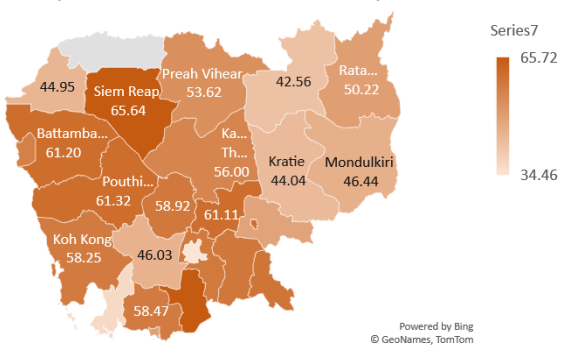 Series7
65.72
34.46
44.95
Siem Reap
65.64
Preah Vihear
53.62
42.56
Rata...
50.22
Battamba...
61.20
Ka...
Th...
56.00
Kratie
44.04
Mondulkiri
46.44
Pouthi...
61.32
58.92
61.11
Koh Kong
58.25
46.03
58.47
Powered by Bing
© GeoNames, TomTom